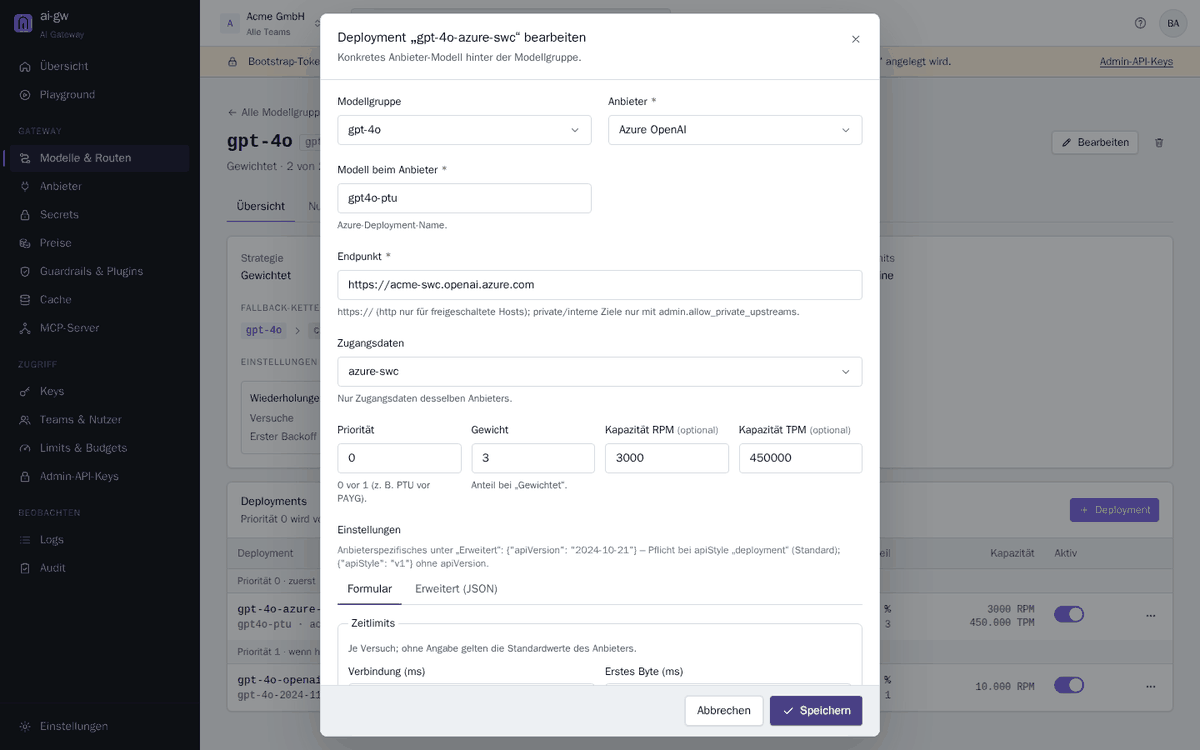 ai-gw
AI Gateway
Übersicht
Playground
GATEWAY
Modelle & Routen
Anbieter
Secrets
Preise
Guardrails & Plugins
Cache
MCP-Server
ZUGRIFF
Keys
Teams & Nutzer
Limits & Budgets
Admin-API-Keys
BEOBACHTEN
Logs
Audit
Einstellungen
A
Acme GmbH
Alle Teams
BA
Bootstrap-Toke
angelegt wird.
Admin-API-Keys
← Alle Modellgrupp
gpt-4o
Gewichtet · 2 von
Bearbeiten
Übersicht
Strategie
Gewichtet
FALLBACK-KETTE
gpt-4o
EINSTELLUNGEN
Wiederholunge
Versuche
Erster Backoff
Deployments
Priorität 0 wird vo
+ Deployment
Deployment
Kapazität
Aktiv
Priorität 0 · zuerst
gpt-4o-azure-
gpt4o-ptu · ac
%
3
3000 RPM
450.000 TPM
Priorität 1 · wenn h
gpt-4o-openai
gpt-4o-2024-11
%
1
10.000 RPM
Deployment „gpt-4o-azure-swc“ bearbeiten
Konkretes Anbieter-Modell hinter der Modellgruppe.
Modellgruppe
Anbieter *
gpt-4o
Azure OpenAI
Modell beim Anbieter *
gpt4o-ptu
Azure-Deployment-Name.
Endpunkt *
https://acme-swc.openai.azure.com
https:// (http nur für freigeschaltete Hosts); private/interne Ziele nur mit admin.allow_private_upstreams.
Zugangsdaten
azure-swc
Nur Zugangsdaten desselben Anbieters.
Priorität
Gewicht
Kapazität RPM (optional)
Kapazität TPM (optional)
0
3
3000
450000
0 vor 1 (z. B. PTU vor
PAYG).
Anteil bei „Gewichtet“.
Einstellungen
Anbieterspezifisches unter „Erweitert“: {"apiVersion": "2024-10-21"} – Pflicht bei apiStyle „deployment“ (Standard);
{"apiStyle": "v1"} ohne apiVersion.
Formular
Erweitert (JSON)
Zeitlimits
Je Versuch; ohne Angabe gelten die Standardwerte des Anbieters.
Verbindung (ms)
Erstes Byte (ms)
Abbrechen
Speichern